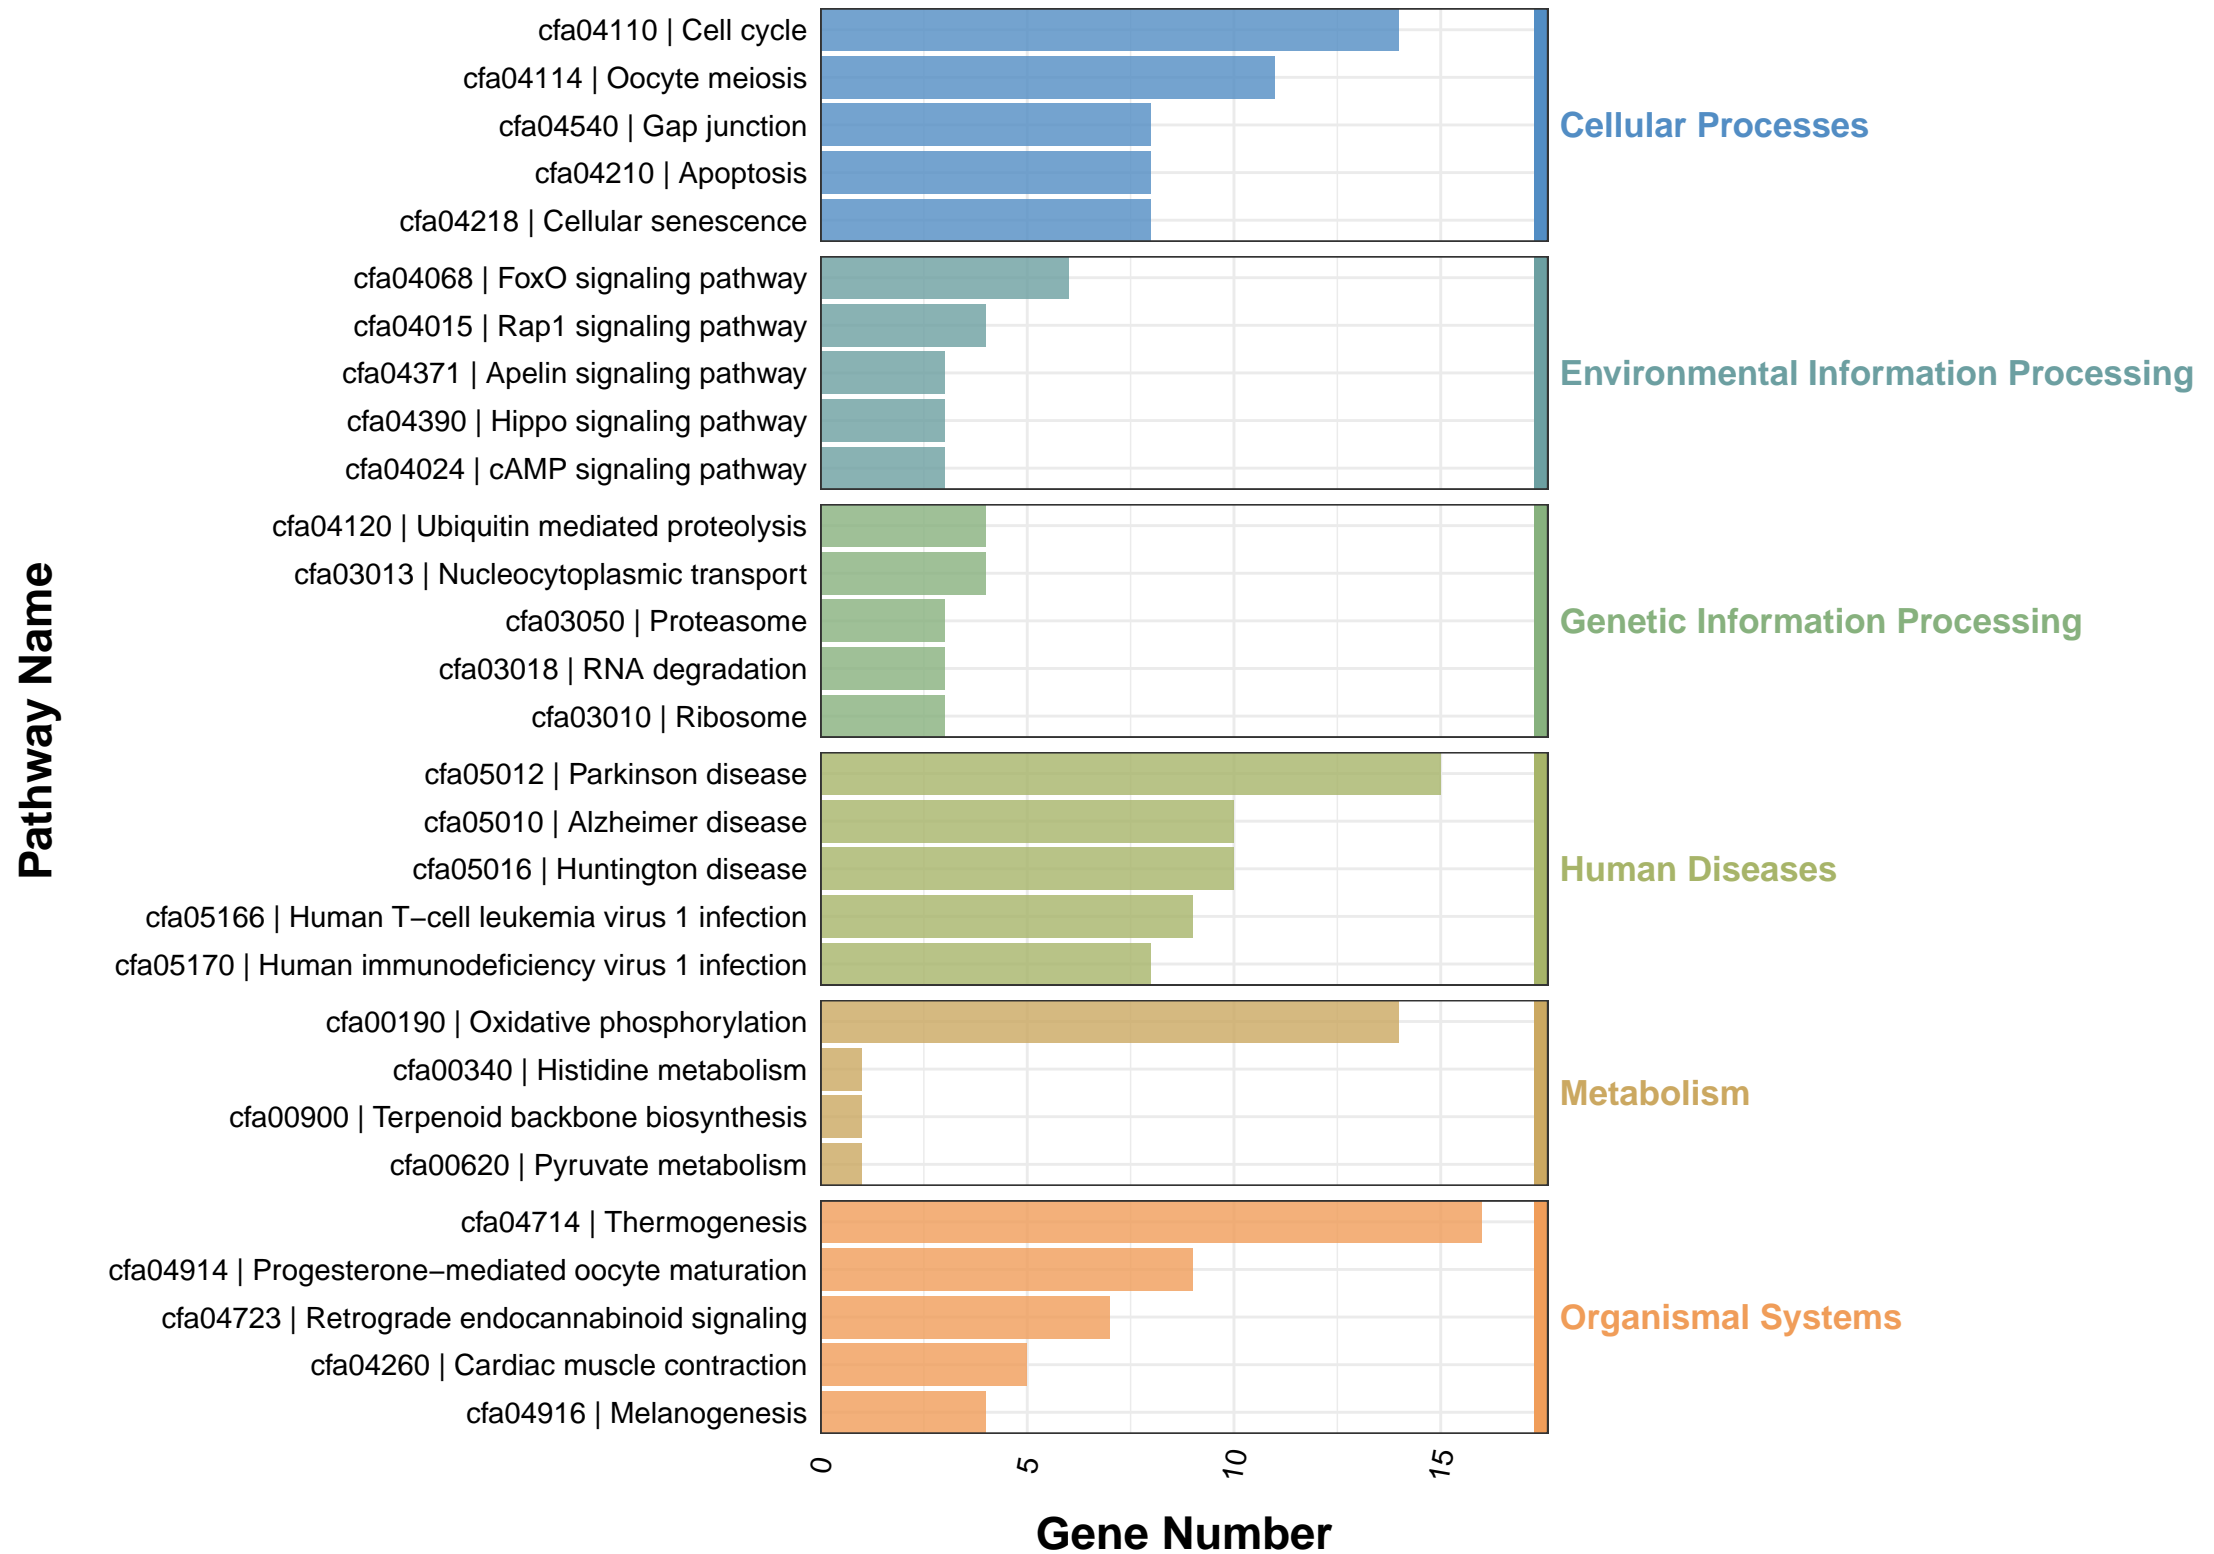 Pathway Name
cfa04110 | Cell cycle
cfa04114 | Oocyte meiosis
cfa04540 | Gap junction
cfa04210 | Apoptosis
cfa04218 | Cellular senescence
Cellular Processes
cfa04068 | FoxO signaling pathway
cfa04015 | Rap1 signaling pathway
cfa04371 | Apelin signaling pathway
cfa04390 | Hippo signaling pathway
cfa04024 | cAMP signaling pathway
Environmental Information Processing
cfa04120 | Ubiquitin mediated proteolysis
cfa03013 | Nucleocytoplasmic transport
cfa03050 | Proteasome
cfa03018 | RNA degradation
cfa03010 | Ribosome
Genetic Information Processing
cfa05012 | Parkinson disease
cfa05010 | Alzheimer disease
cfa05016 | Huntington disease
cfa05166 | Human T−cell leukemia virus 1 infection
cfa05170 | Human immunodeficiency virus 1 infection
Human Diseases
cfa00190 | Oxidative phosphorylation
cfa00340 | Histidine metabolism
cfa00900 | Terpenoid backbone biosynthesis
cfa00620 | Pyruvate metabolism
Metabolism
cfa04714 | Thermogenesis
cfa04914 | Progesterone−mediated oocyte maturation
cfa04723 | Retrograde endocannabinoid signaling
cfa04260 | Cardiac muscle contraction
cfa04916 | Melanogenesis
Organismal Systems
0
5
10
15
Gene Number